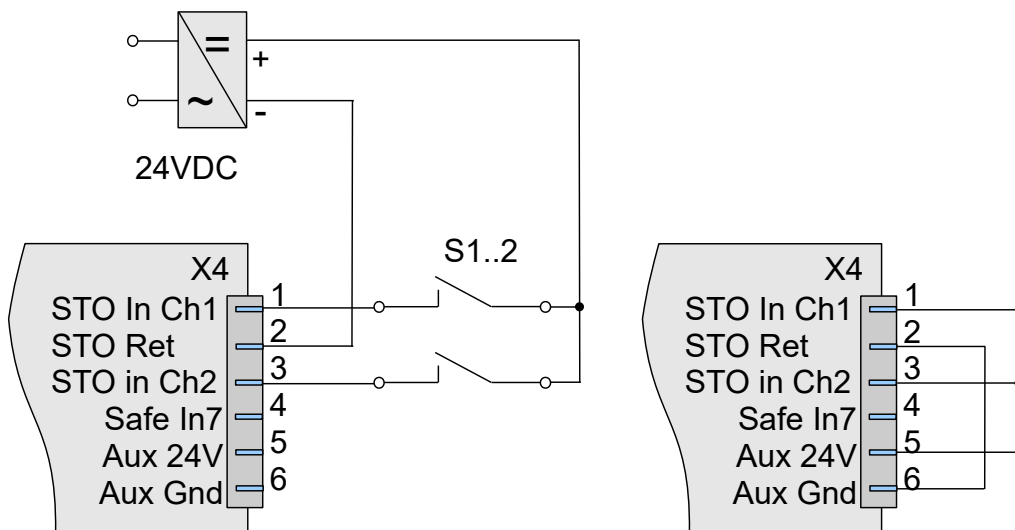 =
+
~
-
24VDC
S1..2
X4
STO In Ch1 1
STO Ret 2
STO in Ch2 3
Safe In7 4
Aux 24V 5
Aux Gnd 6
X4
STO In Ch1 1
STO Ret 2
STO in Ch2 3
Safe In7 4
Aux 24V 5
Aux Gnd 6